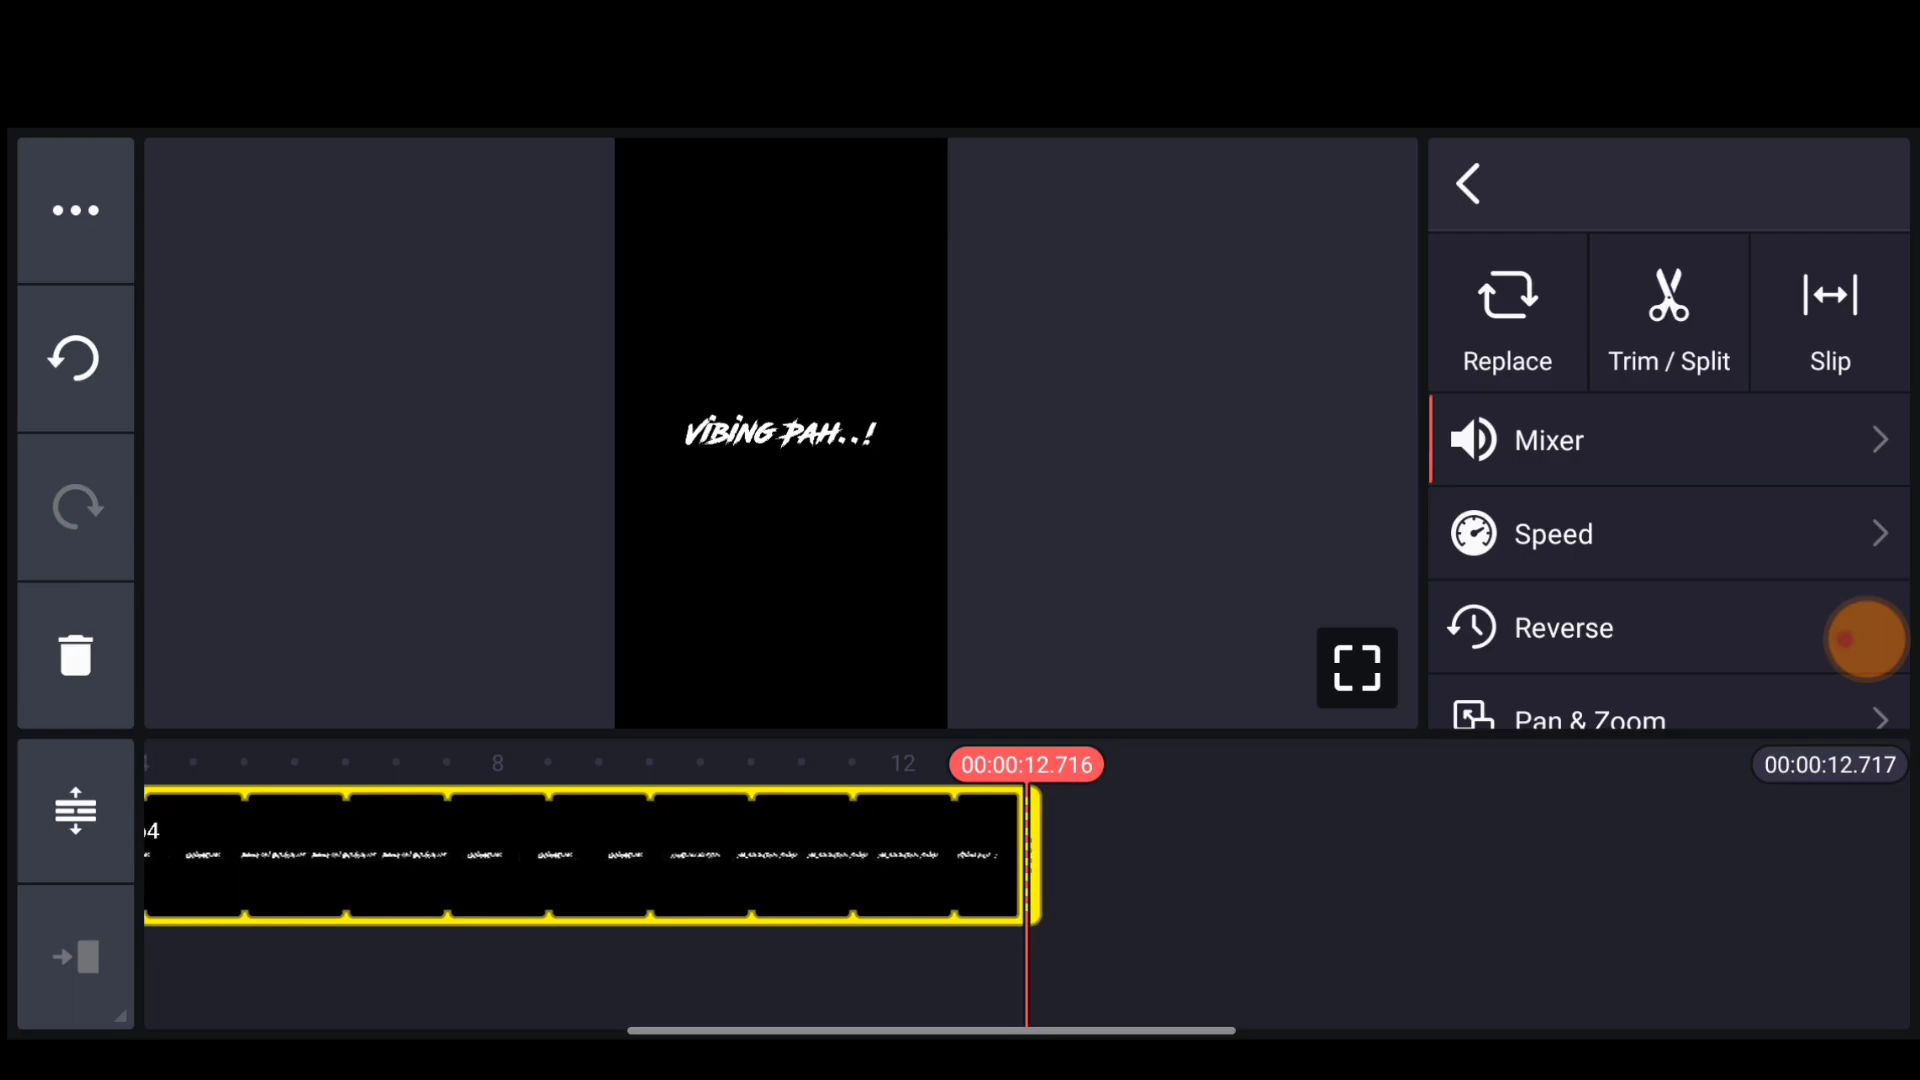 VIBING PAH..!
Replace
Trim / Split
Slip
Mixer
Speed
Reverse
Pan & Zoom
4
8
12
00:00:12.716
00:00:12.717